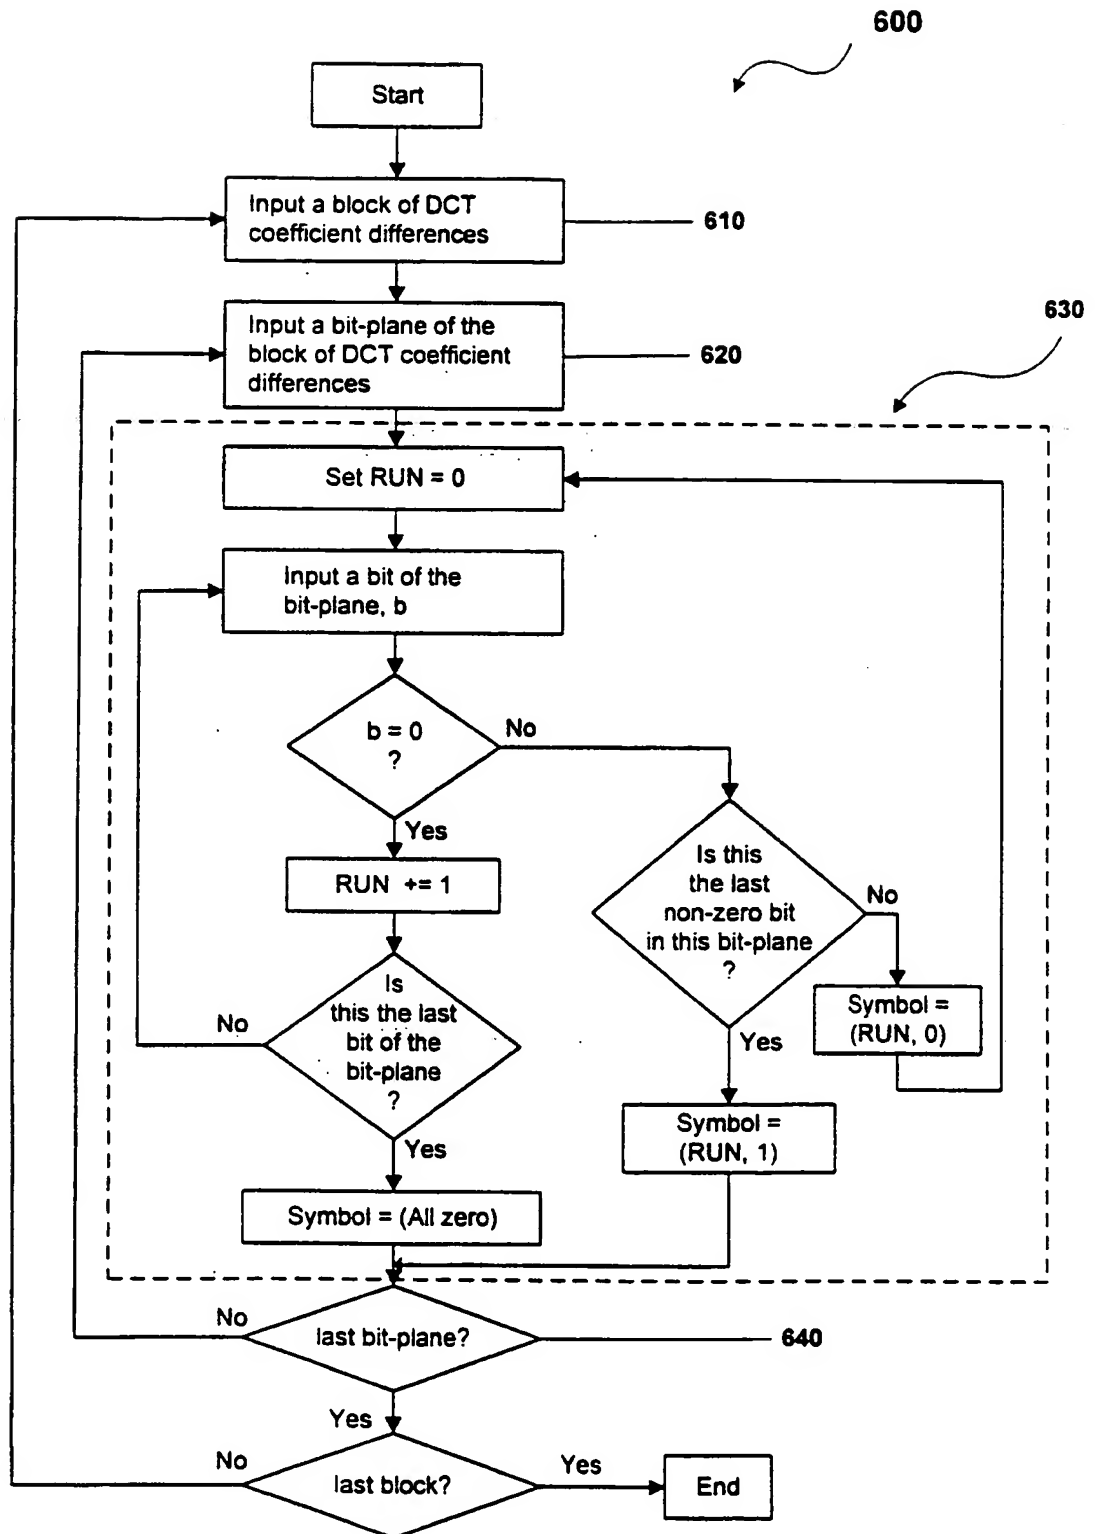 600
Start
Input a block of DCT
coefficient differences
610
Input a bit-plane of the
block of DCT coefficient
differences
620
630
Set RUN = 0
Input a bit of the
bit-plane, b
b = 0
?
No
Yes
RUN += 1
Is this
the last
non-zero bit
in this bit-plane
?
No
Symbol =
(RUN, 0)
Yes
Symbol =
(RUN, 1)
Is
this the last
bit of the
bit-plane
?
No
Yes
Symbol = (All zero)
last bit-plane?
No
640
Yes
last block?
No
Yes
End